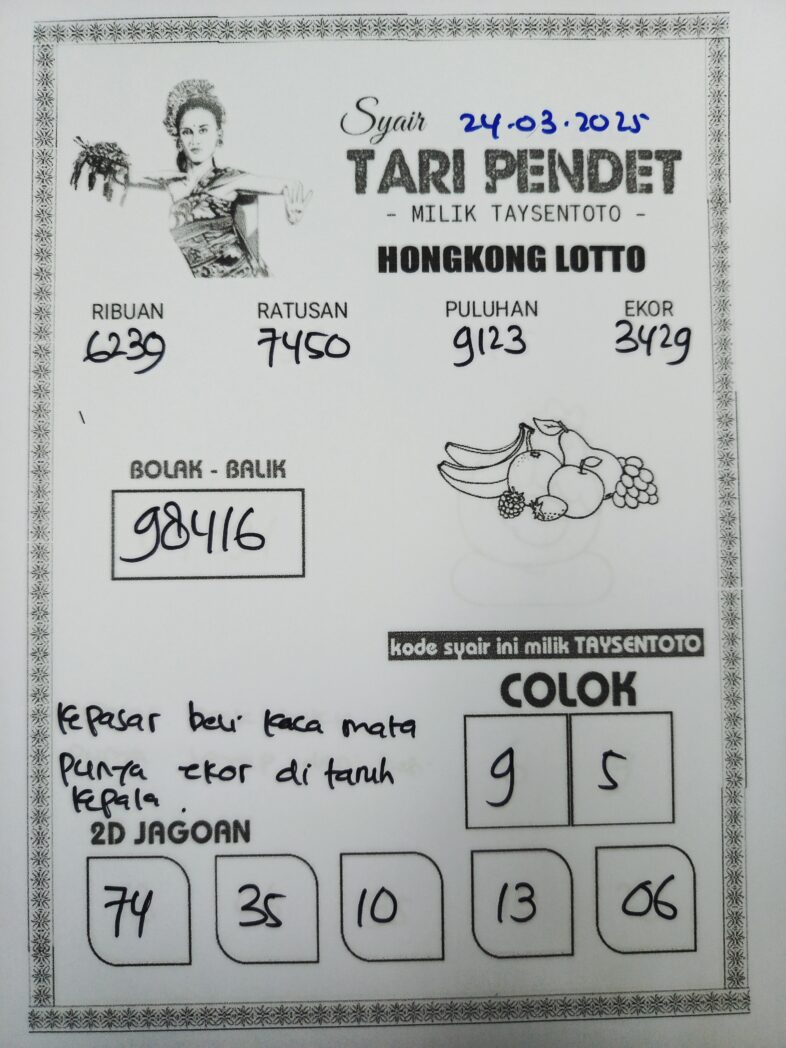 Syair 24.03.2025
TARI PENDET
- MILIK TAYSENTOTO -
HONGKONG LOTTO
RIBUAN RATUSAN PULUHAN EKOR
6239 7450 9123 3429
BOLAK - BALIK
98416
kode syair ini milik TAYSENTOTO
COLOK
9 5
kepasar beli kaca mata
punya ekor di taruh
kepala.
2D JAGOAN
74 35 10 13 06